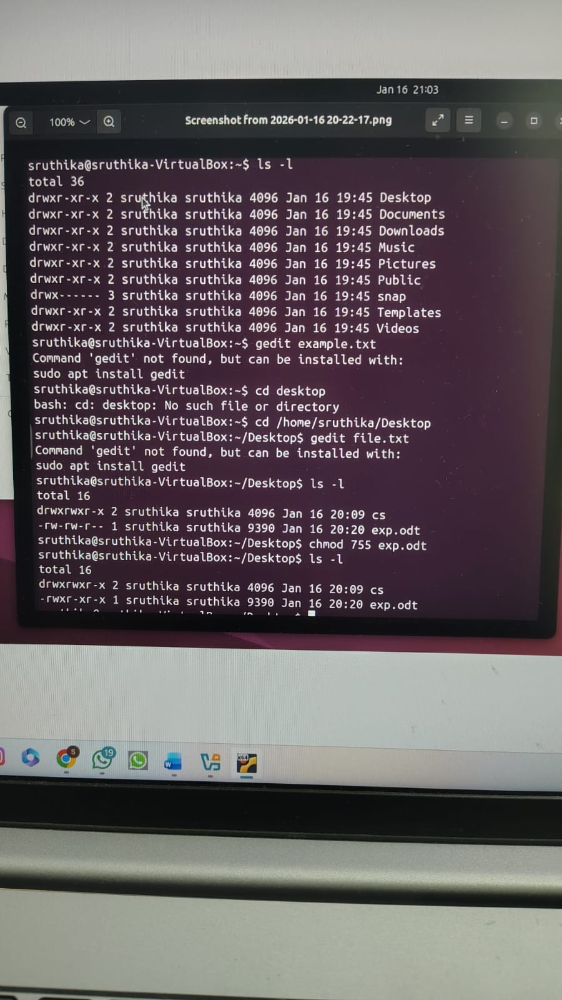 Jan 16 21:03
100%
Screenshot from 2026-01-16 20-22-17.png
sruthika@sruthika-VirtualBox:~$ ls -l
total 36
drwxr-xr-x 2 sruthika sruthika 4096 Jan 16 19:45 Desktop
drwxr-xr-x 2 sruthika sruthika 4096 Jan 16 19:45 Documents
drwxr-xr-x 2 sruthika sruthika 4096 Jan 16 19:45 Downloads
drwxr-xr-x 2 sruthika sruthika 4096 Jan 16 19:45 Music
drwxr-xr-x 2 sruthika sruthika 4096 Jan 16 19:45 Pictures
drwxr-xr-x 2 sruthika sruthika 4096 Jan 16 19:45 Public
drwx------ 3 sruthika sruthika 4096 Jan 16 19:45 snap
drwxr-xr-x 2 sruthika sruthika 4096 Jan 16 19:45 Templates
drwxr-xr-x 2 sruthika sruthika 4096 Jan 16 19:45 Videos
sruthika@sruthika-VirtualBox:~$ gedit example.txt
Command 'gedit' not found, but can be installed with:
sudo apt install gedit
sruthika@sruthika-VirtualBox:~$ cd desktop
bash: cd: desktop: No such file or directory
sruthika@sruthika-VirtualBox:~$ cd /home/sruthika/Desktop
sruthika@sruthika-VirtualBox:~/Desktop$ gedit file.txt
Command 'gedit' not found, but can be installed with:
sudo apt install gedit
sruthika@sruthika-VirtualBox:~/Desktop$ ls -l
total 16
drwxrwxr-x 2 sruthika sruthika 4096 Jan 16 20:09 cs
-rw-rw-r-- 1 sruthika sruthika 9390 Jan 16 20:20 exp.odt
sruthika@sruthika-VirtualBox:~/Desktop$ chmod 755 exp.odt
sruthika@sruthika-VirtualBox:~/Desktop$ ls -l
total 16
drwxrwxr-x 2 sruthika sruthika 4096 Jan 16 20:09 cs
-rwxr-xr-x 1 sruthika sruthika 9390 Jan 16 20:20 exp.odt
S
19
W
X64